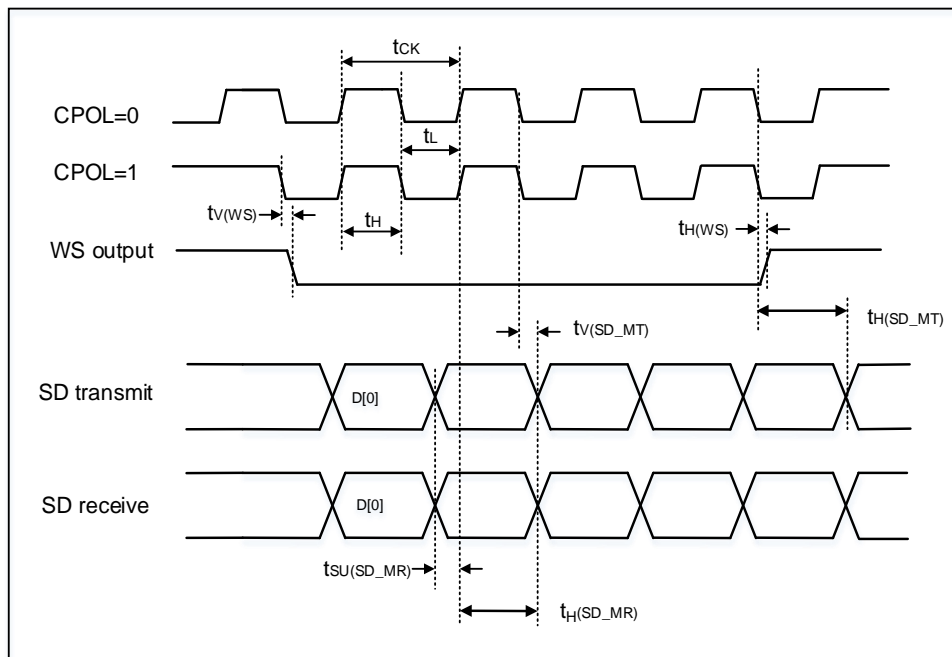 tCK
CPOL=0
tL
CPOL=1
tV(WS)
tH
tH(WS)
WS output
tV(SD_MT)
tH(SD_MT)
SD transmit
D[0]
SD receive
D[0]
tSU(SD_MR)
tH(SD_MR)